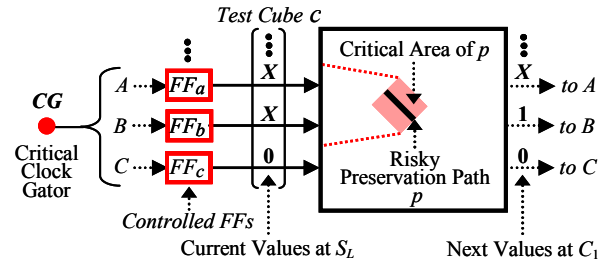 Test Cube c
A FFa X Critical Area of p X to A
CG B FFb X 1 to B
Critical Clock Gator C FFc 0 Risky Preservation Path p 0 to C
Controlled FFs
Current Values at SL Next Values at C1